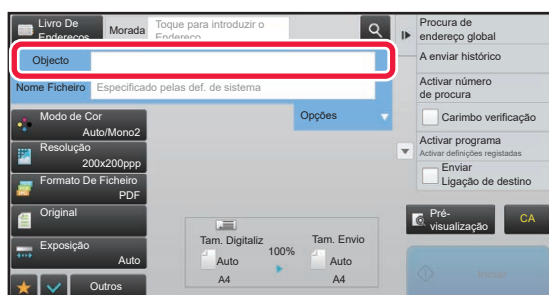 Livro De
Endereços
Morada
Toque para introduzir o
Endereço
Objecto
Nome Ficheiro
Especificado pelas def. de sistema
Opções
Modo de Cor
Auto/Mono2
Resolução
200x200ppp
Formato De Ficheiro
PDF
Original
Exposição
Auto
Outros
Tam. Digitaliz
100%
Tam. Envio
Auto
A4
Auto
A4
Procura de
endereço global
A enviar histórico
Activar número
de procura
Carimbo verificação
Activar programa
Activar definições registadas
Enviar
Ligação de destino
Pré-
visualização
CA
Iniciar